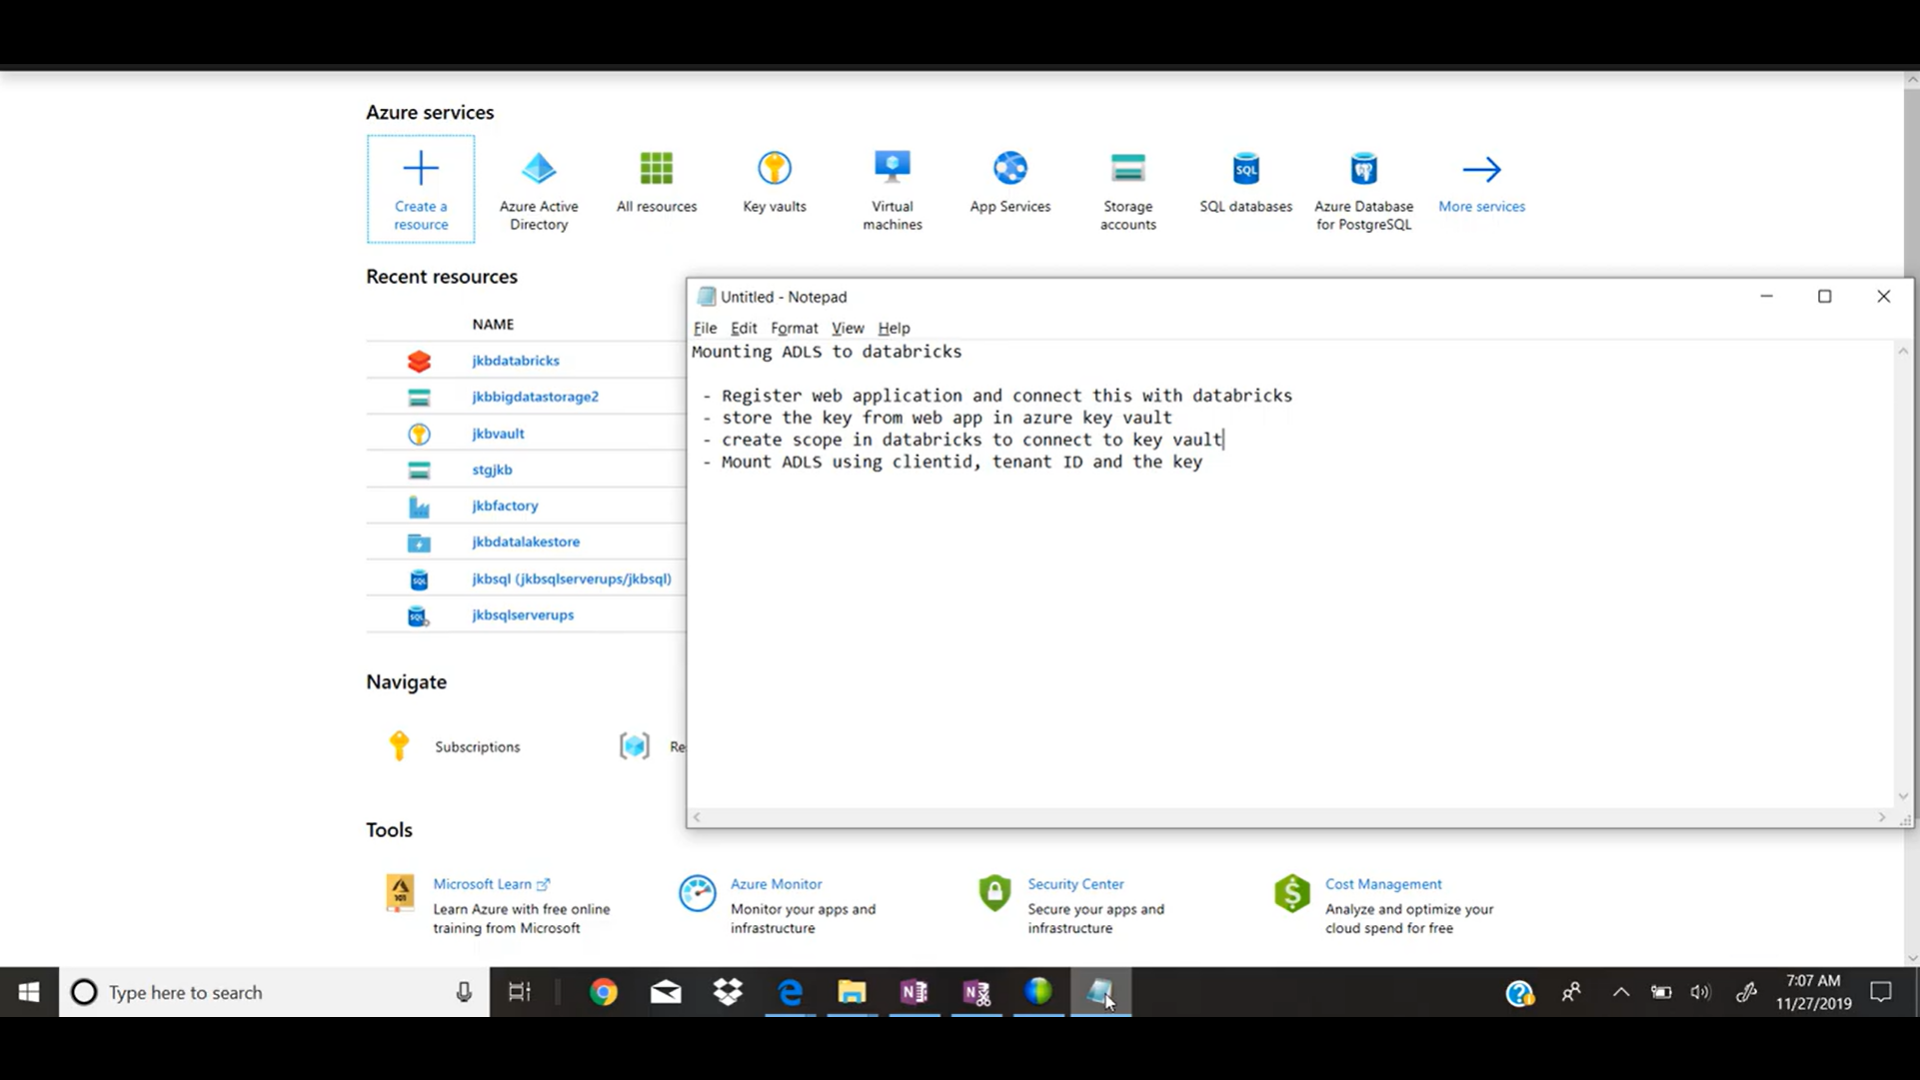 Azure services
Create a resource
Azure Active Directory
All resources
Key vaults
Virtual machines
App Services
Storage accounts
SQL databases
Azure Database for PostgreSQL
More services
Recent resources
NAME
jkbdatabricks
jkbbigdatastorage2
jkbvault
stgjkb
jkbfactory
jkbdatalakestore
jkbsql (jkbsqlserverups/jkbsql)
jkbsqlserverups
Untitled - Notepad
File Edit Format View Help
Mounting ADLS to databricks
- Register web application and connect this with databricks
- store the key from web app in azure key vault
- create scope in databricks to connect to key vault
- Mount ADLS using clientid, tenant ID and the key
Navigate
Subscriptions
Re
Tools
Microsoft Learn
Learn Azure with free online
training from Microsoft
Azure Monitor
Monitor your apps and
infrastructure
Security Center
Secure your apps and
infrastructure
Cost Management
Analyze and optimize your
cloud spend for free
Type here to search
7:07 AM
11/27/2019